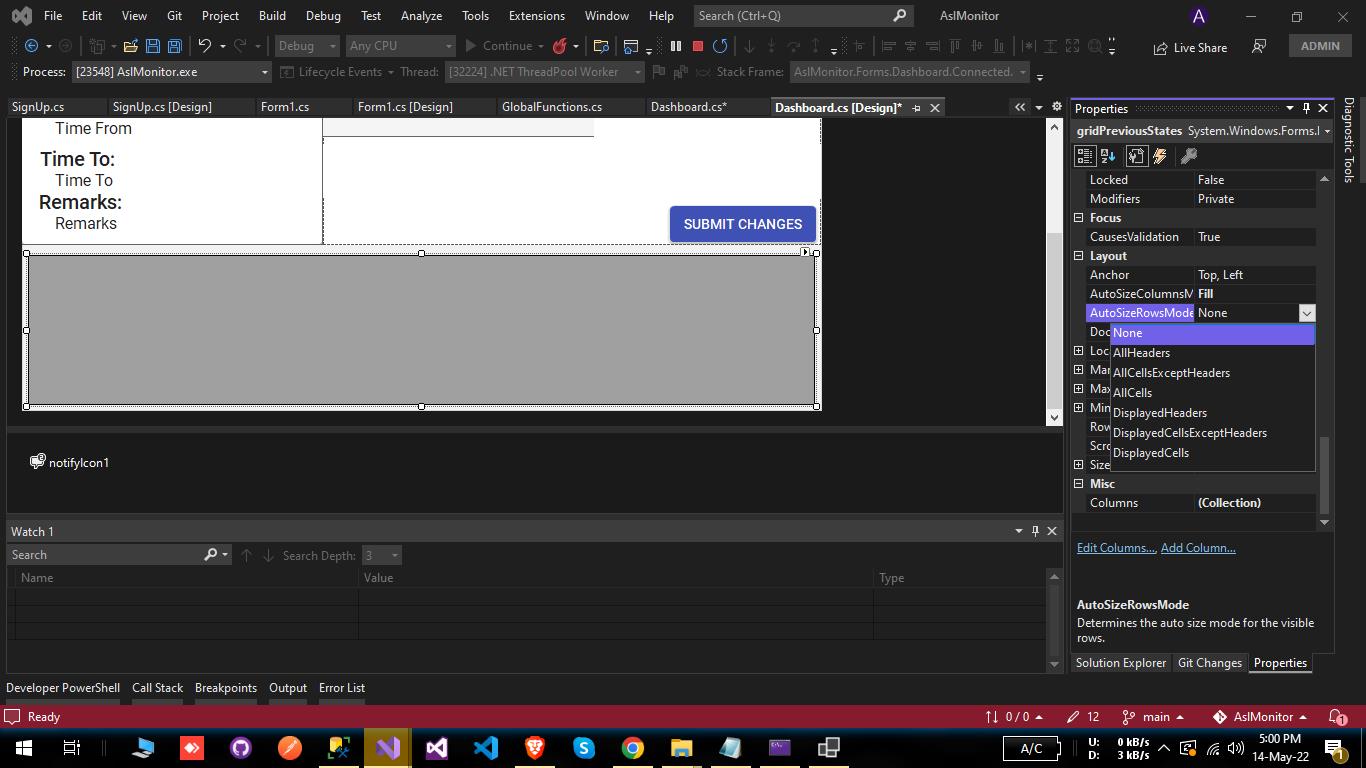 File Edit View Git Project Build Debug Test Analyze Tools Extensions Window Help Search (Ctrl+Q) AslMonitor A
Debug Any CPU Continue Live Share ADMIN
Process: [23548] AslMonitor.exe Lifecycle Events Thread: [32224] .NET ThreadPool Worker Stack Frame: AslMonitor.Forms.Dashboard.Connected.
SignUp.cs SignUp.cs [Design] Form1.cs Form1.cs [Design] GlobalFunctions.cs Dashboard.cs* Dashboard.cs [Design]*
Time From
Time To:
Time To
Remarks:
Remarks
SUBMIT CHANGES
notifyIcon1
Watch 1
Search Search Depth: 3
Name Value Type
Developer PowerShell Call Stack Breakpoints Output Error List
Properties
gridPreviousStates System.Windows.Forms.
Locked False
Modifiers Private
Focus
CausesValidation True
Layout
Anchor Top, Left
AutoSizeColumnsM Fill
AutoSizeRowsMode None
Doc None
Loc AllHeaders
Mar AllCellsExceptHeaders
Max AllCells
Min DisplayedHeaders
Row DisplayedCellsExceptHeaders
Scro DisplayedCells
Size
Misc
Columns (Collection)
Edit Columns..., Add Column...
AutoSizeRowsMode
Determines the auto size mode for the visible
rows.
Solution Explorer Git Changes Properties
Diagnostic Tools
Ready 0 / 0 12 main AslMonitor 1
A/C U: 0 kB/s 5:00 PM
D: 3 kB/s 14-May-22 1